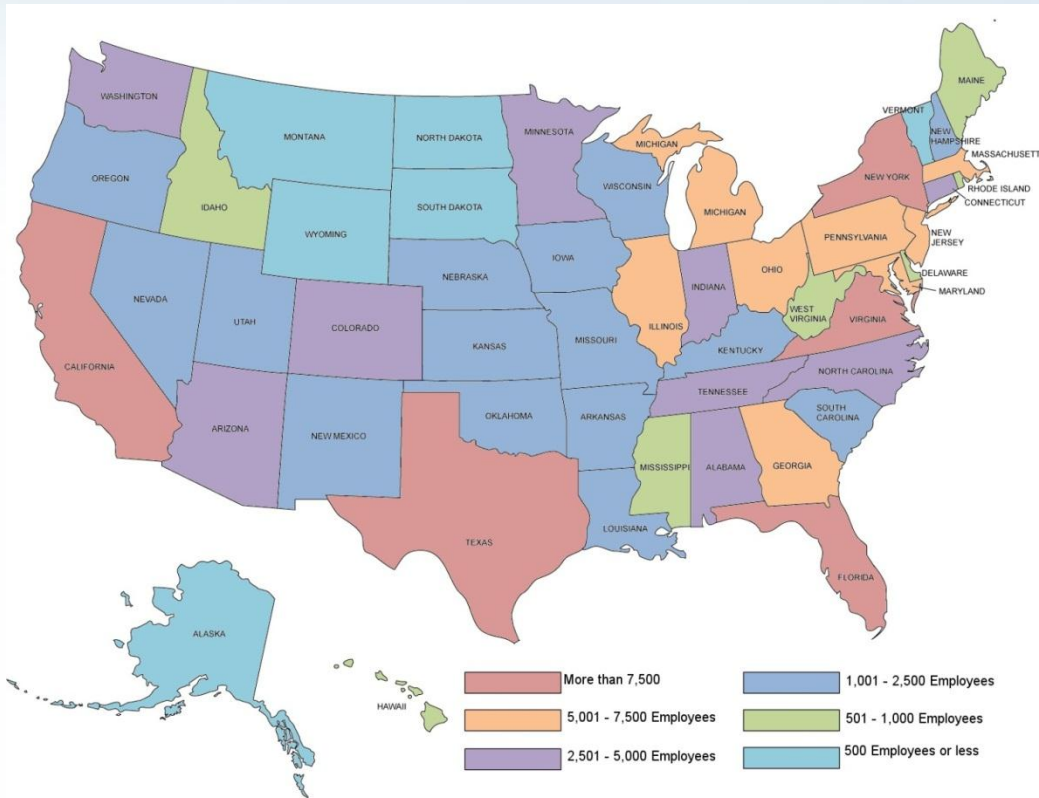 WASHINGTON
MONTANA
NORTH DAKOTA
MINNESOTA
MICHIGAN
VERMONT
MAINE
NEW
HAMPSHIRE
MASSACHUSETT
OREGON
IDAHO
SOUTH DAKOTA
WISCONSIN
MICHIGAN
NEW YORK
RHODE ISLAND
CONNECTICUT
WYOMING
NEBRASKA
IOWA
PENNSYLVANIA
NEW
JERSEY
OHIO
DELAWARE
MARYLAND
NEVADA
UTAH
COLORADO
KANSAS
MISSOURI
ILLINOIS
INDIANA
WEST
VIRGINIA
VIRGINIA
KENTUCKY
CALIFORNIA
NORTH CAROLINA
TENNESSEE
ARIZONA
NEW MEXICO
OKLAHOMA
ARKANSAS
SOUTH
CAROLINA
MISSISSIPPI
ALABAMA
GEORGIA
TEXAS
LOUISIANA
FLORIDA
ALASKA
HAWAII
More than 7,500
5,001 - 7,500 Employees
2,501 - 5,000 Employees
1,001 - 2,500 Employees
501 - 1,000 Employees
500 Employees or less